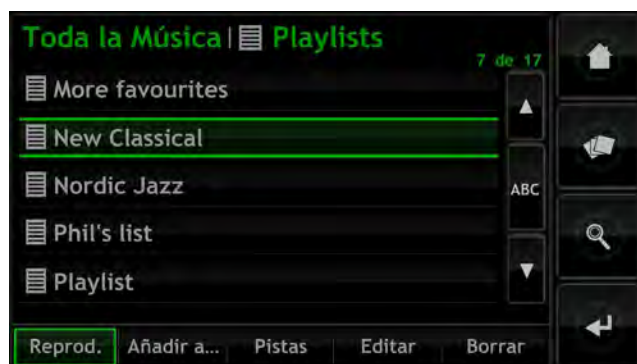 Toda la Música | Playlists
7 de 17
More favourites
New Classical
Nordic Jazz
ABC
Phil's list
Playlist
Reprod. Añadir a... Pistas Editar Borrar